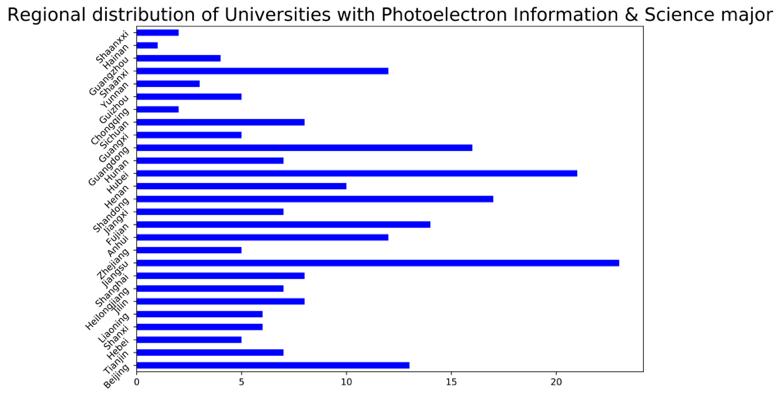 Regional distribution of Universities with Photoelectron Information & Science major
Shaanxxi
Hainan
Guangzhou
Shaanxi
Yunnan
Guizhou
Chongqing
Sichuan
Guangxi
Guangdong
Hunan
Hubei
Henan
Shandong
Jiangxi
Fujian
Anhui
Zhejiang
Jiangsu
Shanghai
Heilongjiang
Jilin
Liaoning
Shanxi
Hebei
Tianjin
Beijing
0 5 10 15 20